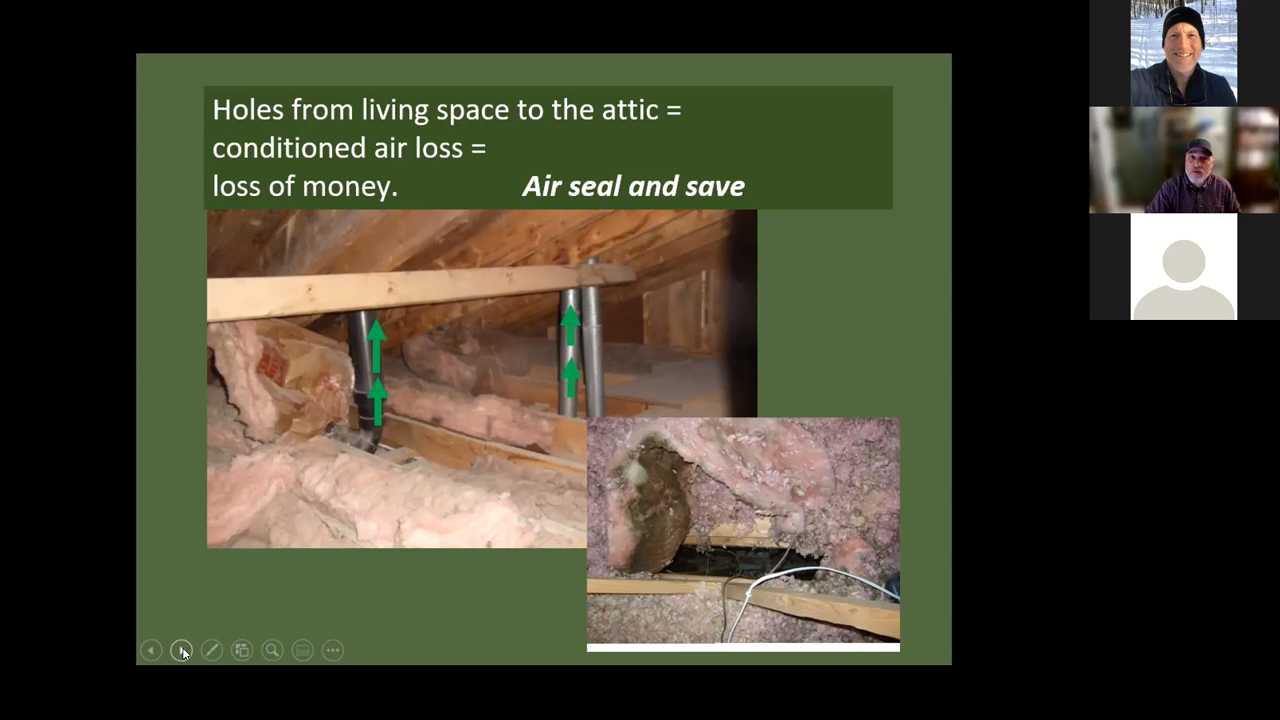 Holes from living space to the attic =
conditioned air loss =
loss of money. Air seal and save